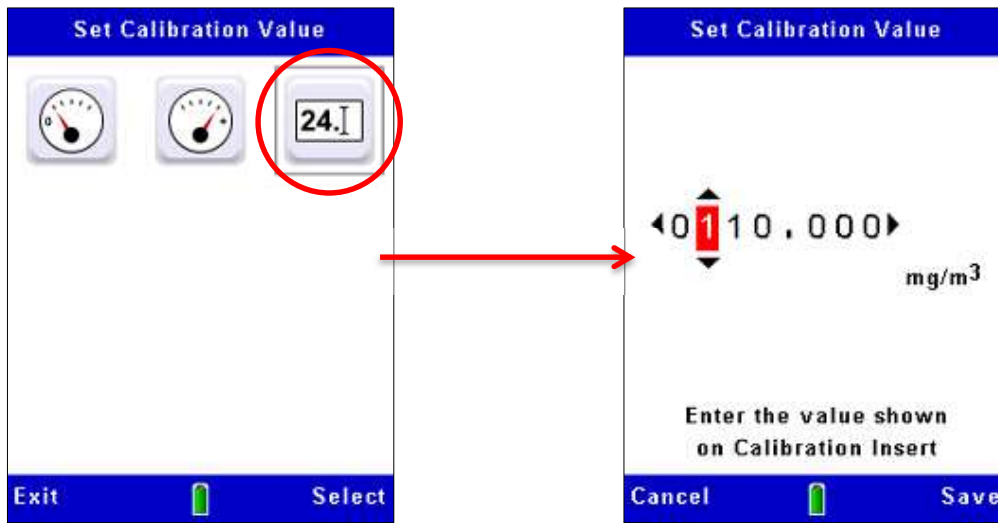 Set Calibration Value
0
+
24.
Exit
Select
Set Calibration Value
0110.000
mg/m³
Enter the value shown
on Calibration Insert
Cancel
Save